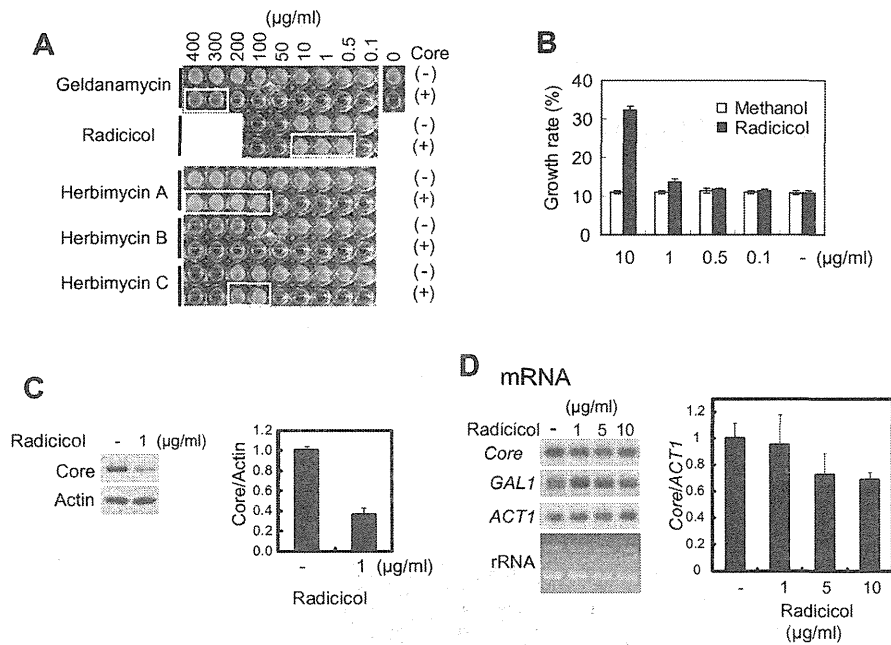 A
(µg/ml)
400 300 200 100 50 10 1 0.5 0.1 0 Core
Geldanamycin
(-)
(+)
Radicicol
(-)
(+)
Herbimycin A
(-)
(+)
Herbimycin B
(-)
(+)
Herbimycin C
(-)
(+)
B
Growth rate (%)
40
30
20
10
0
Methanol
Radicicol
10 1 0.5 0.1 - (µg/ml)
C
Radicicol - 1 (µg/ml)
Core
Actin
Core/Actin
1.2
1.0
0.8
0.6
0.4
0.2
0.0
- 1 (µg/ml)
Radicicol
D mRNA
(µg/ml)
Radicicol - 1 5 10
Core
GAL1
ACT1
rRNA
Core/ACT1
1.2
1
0.8
0.6
0.4
0.2
0
- 1 5 10
Radicicol
(µg/ml)